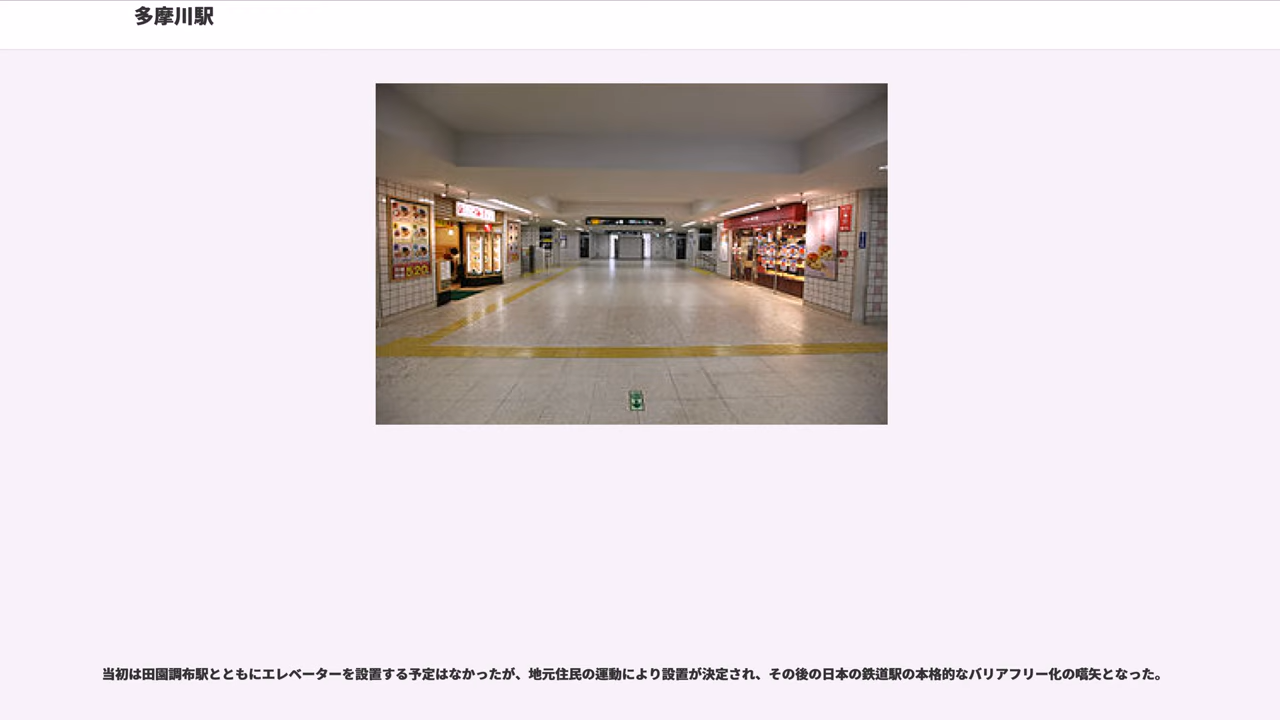 多摩川駅
520
当初は田園調布駅とともにエレベーターを設置する予定はなかったが、地元住民の運動により設置が決定され、その後の日本の鉄道駅の本格的なバリアフリー化の嚆矢となった。